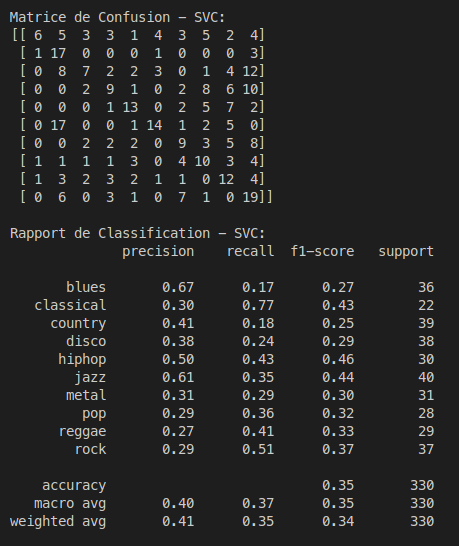 Matrice de Confusion - SVC:
[[ 6  5  3  3  1  4  3  5  2  4]
 [ 1 17  0  0  0  1  0  0  0  3]
 [ 0  8  7  2  2  3  0  1  4 12]
 [ 0  0  2  9  1  0  2  8  6 10]
 [ 0  0  0  1 13  0  2  5  7  2]
 [ 0 17  0  0  1 14  1  2  5  0]
 [ 0  0  2  2  2  0  9  3  5  8]
 [ 1  1  1  1  3  0  4 10  3  4]
 [ 1  3  2  3  2  1  1  0 12  4]
 [ 0  6  0  3  1  0  7  1  0 19]]
Rapport de Classification - SVC:
              precision    recall  f1-score   support
       blues       0.67      0.17      0.27        36
   classical       0.30      0.77      0.43        22
     country       0.41      0.18      0.25        39
       disco       0.38      0.24      0.29        38
      hiphop       0.50      0.43      0.46        30
        jazz       0.61      0.35      0.44        40
       metal       0.31      0.29      0.30        31
         pop       0.29      0.36      0.32        28
      reggae       0.27      0.41      0.33        29
        rock       0.29      0.51      0.37        37
    accuracy                           0.35       330
   macro avg       0.40      0.37      0.35       330
weighted avg       0.41      0.35      0.34       330